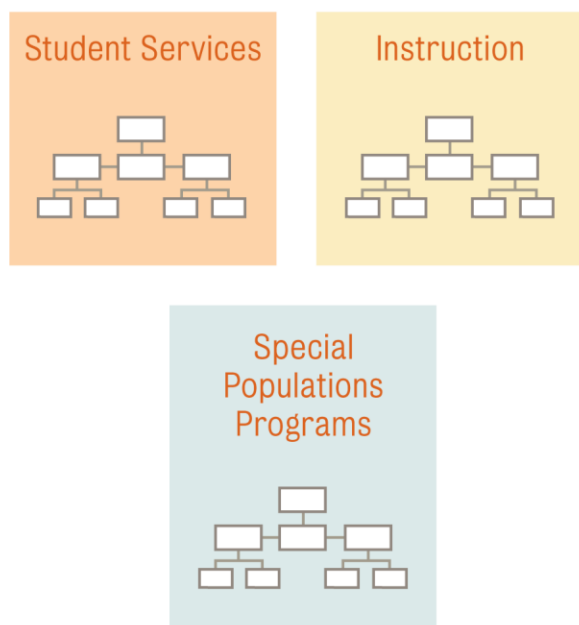 Student Services
Instruction
Special
Populations
Programs